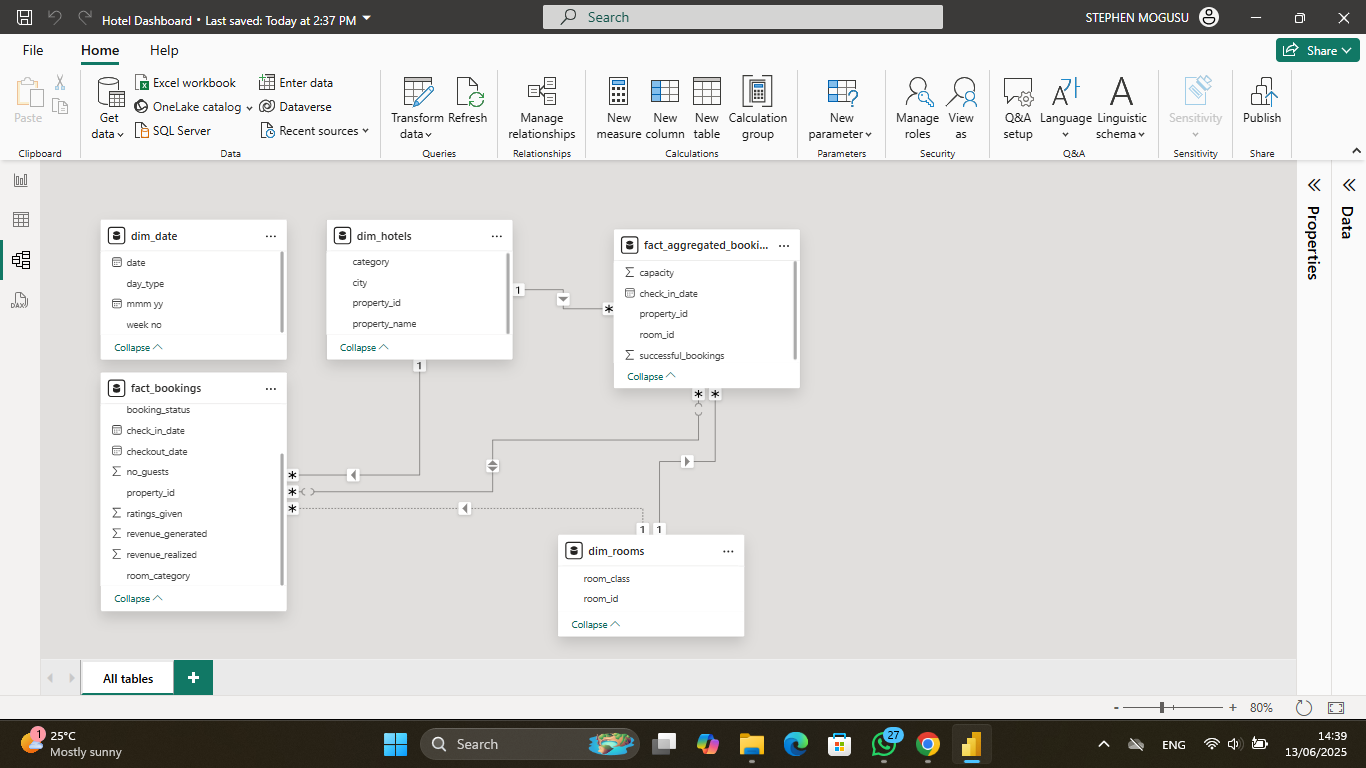 Hotel Dashboard • Last saved: Today at 2:37 PM
Search
STEPHEN MOGUSU
File
Home
Help
Share
Paste
Clipboard
Get data
Excel workbook
OneLake catalog
SQL Server
Enter data
Dataverse
Recent sources
Data
Transform data
Refresh
Queries
Manage relationships
Relationships
New measure
New column
New table
Calculation group
Calculations
New parameter
Parameters
Manage roles
View as
Security
Q&A setup
Language
Linguistic schema
Q&A
Sensitivity
Sensitivity
Publish
Share
DAX
dim_date
date
day_type
mmm yy
week no
Collapse
dim_hotels
category
city
property_id
property_name
Collapse
fact_aggregated_booki...
capacity
check_in_date
property_id
room_id
successful_bookings
Collapse
fact_bookings
booking_status
check_in_date
checkout_date
no_guests
property_id
ratings_given
revenue_generated
revenue_realized
room_category
Collapse
dim_rooms
room_class
room_id
Collapse
1
*
1
*
*
*
*
*
1
1
Properties
Data
All tables
+
- + 80%
1
25°C
Mostly sunny
Search
27
ENG
14:39
13/06/2025